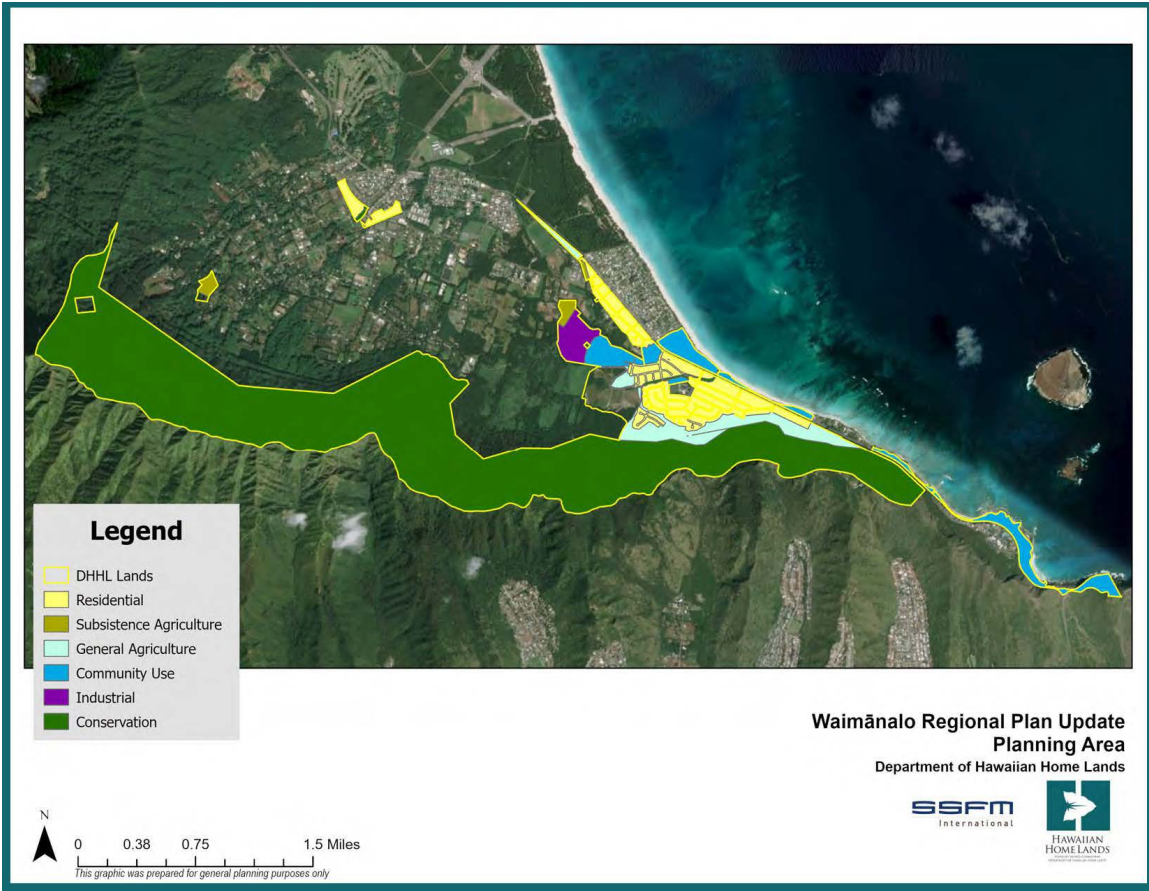 Legend
DHHL Lands
Residential
Subsistence Agriculture
General Agriculture
Community Use
Industrial
Conservation
Waimānalo Regional Plan Update
Planning Area
Department of Hawaiian Home Lands
SSFM
International
HAWAIIAN
HOME LANDS
N
0 0.38 0.75 1.5 Miles
This graphic was prepared for general planning purposes only